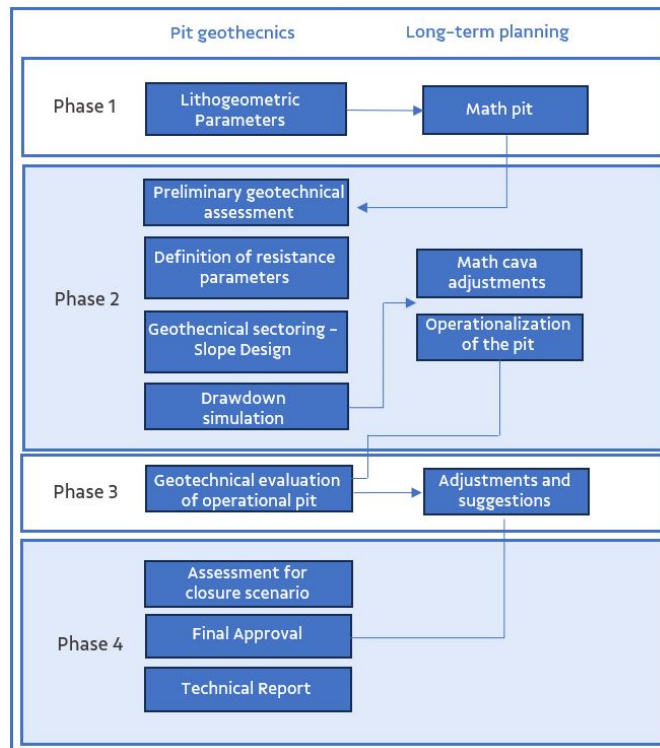 Pit geothecnics
Long-term planning
Phase 1
Lithogeometric
Parameters
Math pit
Phase 2
Preliminary geotechnical
assessment
Definition of resistance
parameters
Geothecnical sectoring –
Slope Design
Drawdown
simulation
Math cava
adjustments
Operationalization
of the pit
Phase 3
Geotechnical evaluation
of operational pit
Adjustments and
suggestions
Phase 4
Assessment for
closure scenario
Final Approval
Technical Report